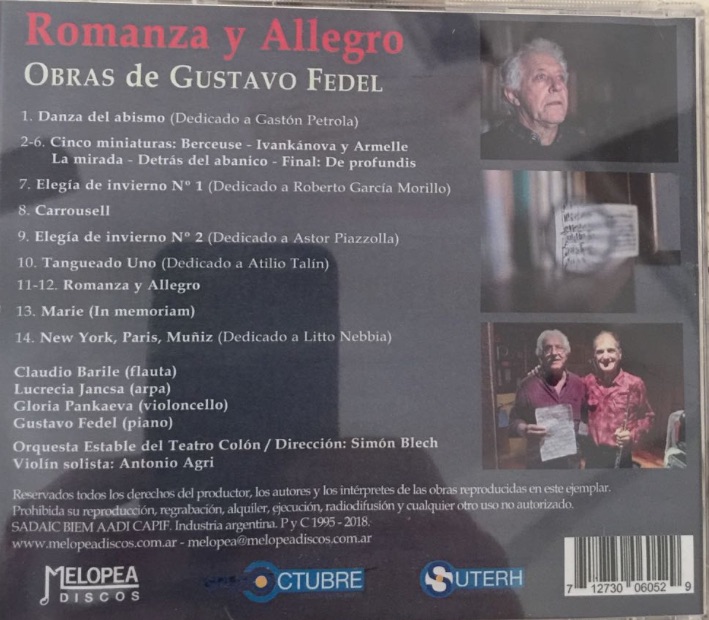 Romanza y Allegro
OBRAS de GUSTAVO FEDEL
1. Danza del abismo (Dedicado a Gastón Petrola)
2-6. Cinco miniaturas: Berceuse - Ivankánova y Armelle
La mirada - Detrás del abanico - Final: De profundis
7. Elegía de invierno Nº 1 (Dedicado a Roberto García Morillo)
8. Carrousell
9. Elegía de invierno Nº 2 (Dedicado a Astor Piazzolla)
10. Tangueado Uno (Dedicado a Atilio Talín)
11-12. Romanza y Allegro
13. Marie (In memoriam)
14. New York, Paris, Muñiz (Dedicado a Litto Nebbia)
Claudio Barile (flauta)
Lucrecia Jancsa (arpa)
Gloria Pankaeva (violoncello)
Gustavo Fedel (piano)
Orquesta Estable del Teatro Colón / Dirección: Simón Blech
Violín solista: Antonio Agri
Reservados todos los derechos del productor, los autores y los intérpretes de las obras reproducidas en este ejemplar.
Prohibida su reproducción, regrabación, alquiler, ejecución, radiodifusión y cualquier otro uso no autorizado.
SADAIC BIEM AADI CAPIF. Industria argentina. P y C 1995 - 2018.
www.melopeadiscos.com.ar - melopea@melopeadiscos.com.ar
MELOPEA
DISCOS
OCTUBRE
SUTERH
7 12730 06052 9